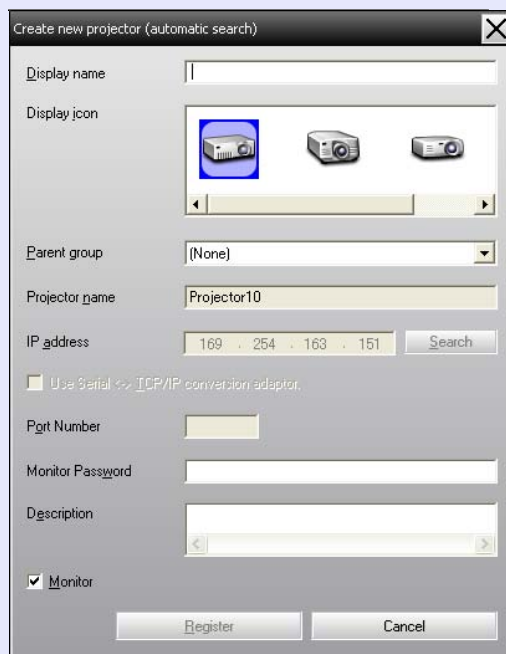 Create new projector (automatic search)
Display name
Display icon
Parent group (None)
Projector name Projector10
IP address 169 . 254 . 163 . 151 Search
Use Serial <-> TCP/IP conversion adaptor.
Port Number
Monitor Password
Description
Monitor
Register Cancel